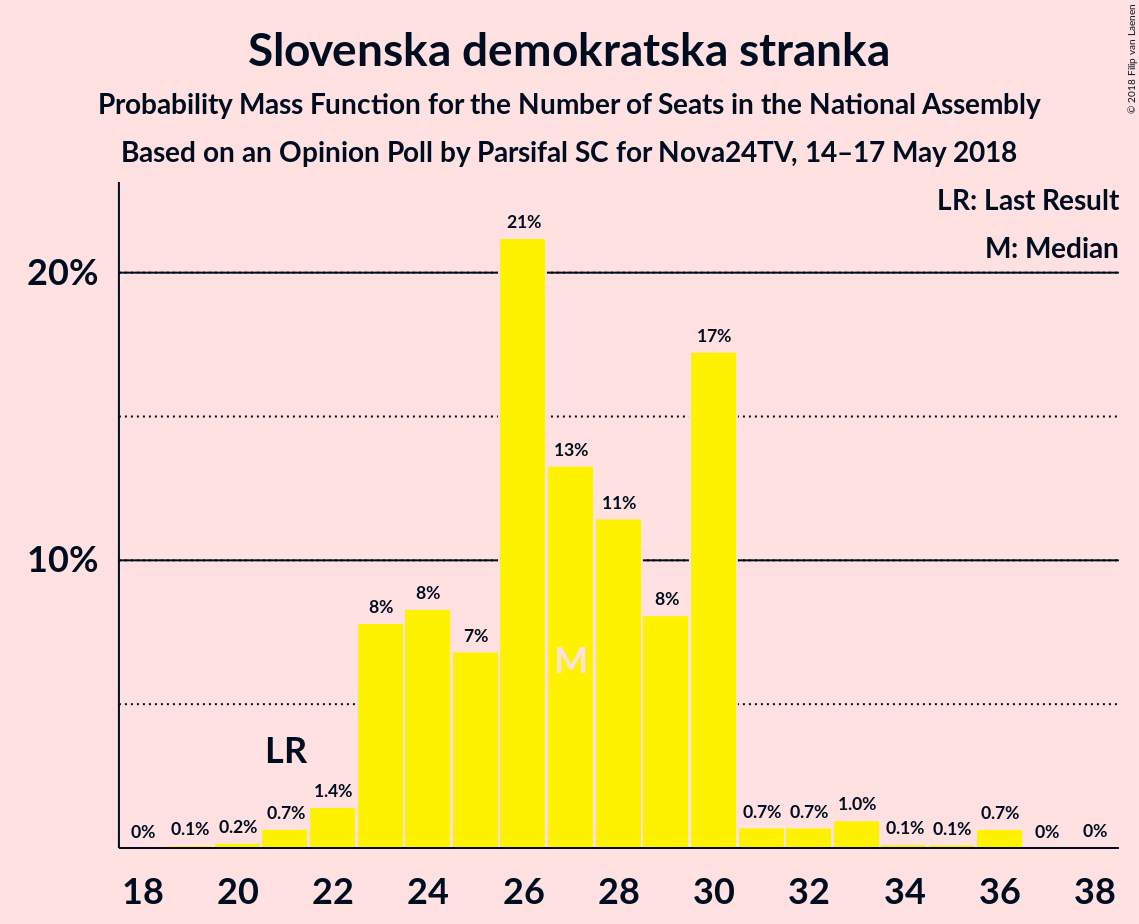 Slovenska demokratska stranka
Probability Mass Function for the Number of Seats in the National Assembly
Based on an Opinion Poll by Parsifal SC for Nova24TV, 14–17 May 2018
© 2018 Filip van Laenen
LR: Last Result
M: Median
20%
10%
0%
0.1%
0.2%
0.7%
1.4%
8%
8%
7%
21%
13%
11%
8%
17%
0.7%
0.7%
1.0%
0.1%
0.1%
0.7%
0%
0%
LR
M
18 20 22 24 26 28 30 32 34 36 38